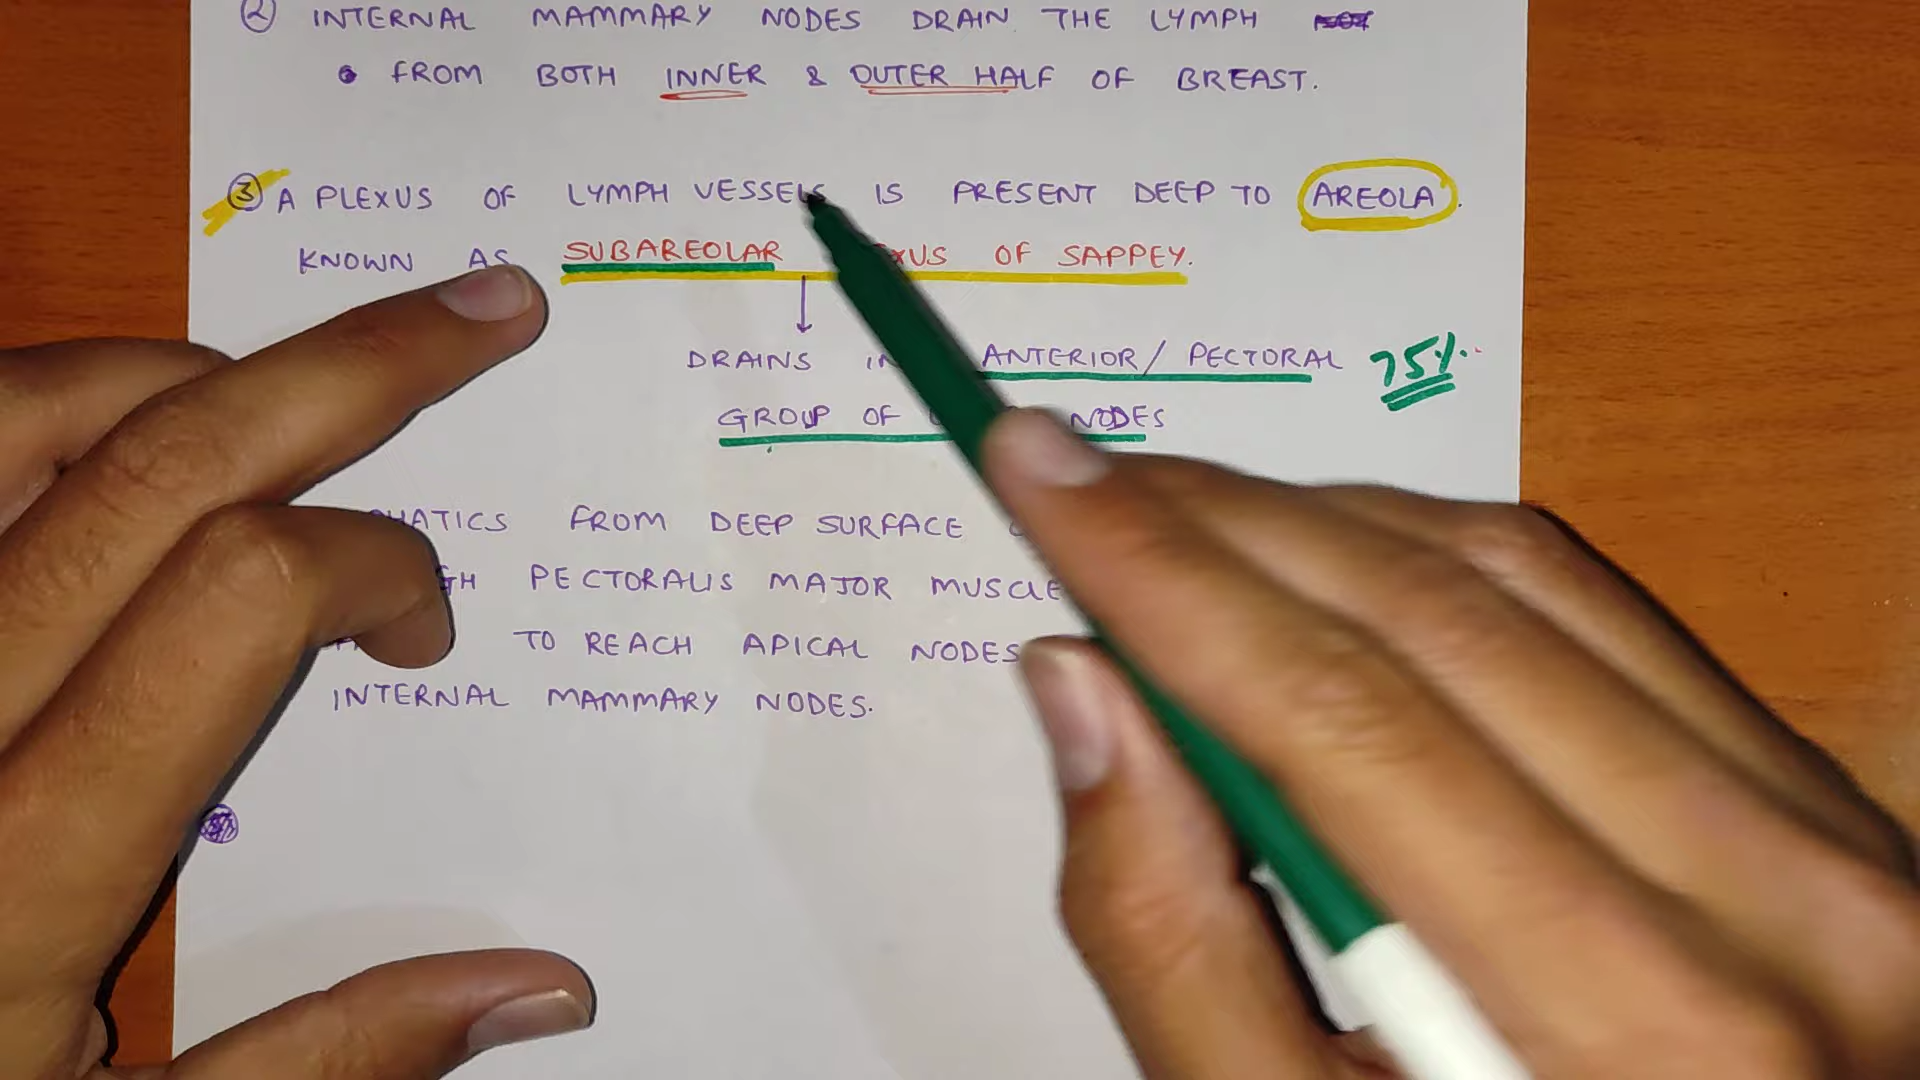 ② INTERNAL MAMMARY NODES DRAIN THE LYMPH
• FROM BOTH INNER & OUTER HALF OF BREAST.
③ A PLEXUS OF LYMPH VESSELS IS PRESENT DEEP TO AREOLA.
KNOWN AS SUBAREOLAR OF SAPPEY.
DRAINS ANTERIOR / PECTORAL 75%
GROUP OF NODES
FROM DEEP SURFACE
PECTORALIS MAJOR MUSCLE
TO REACH APICAL NODES
INTERNAL MAMMARY NODES.